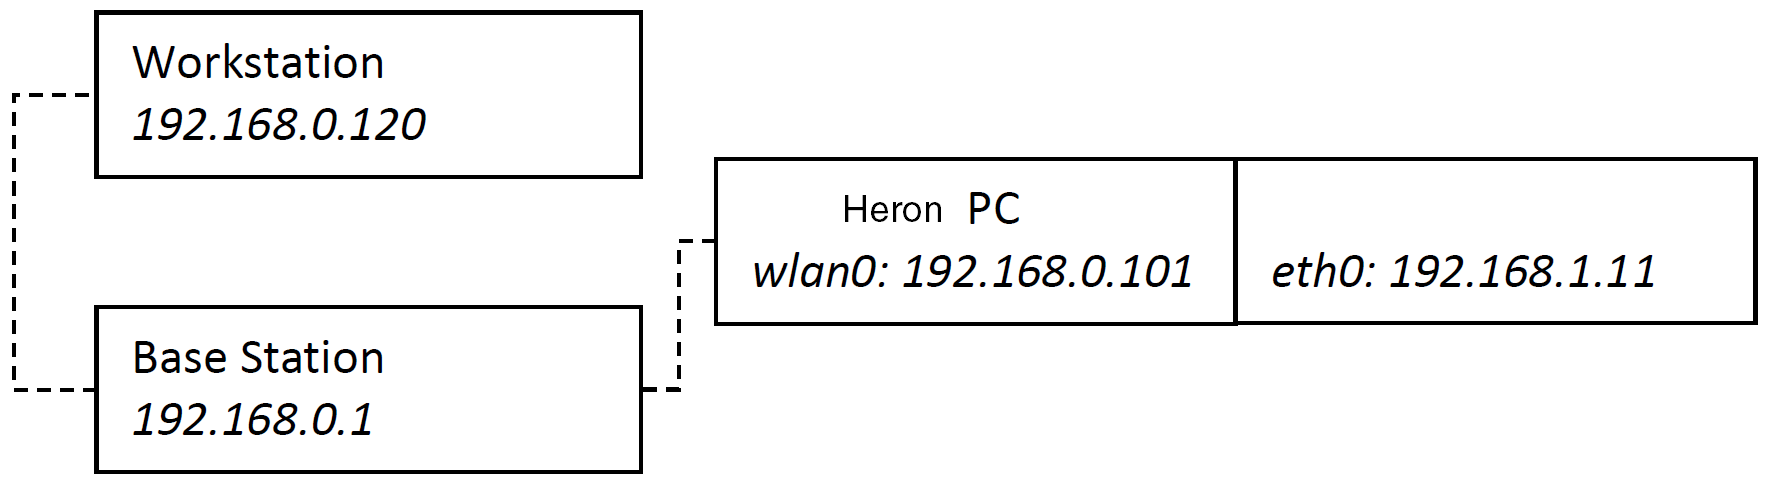 Workstation
192.168.0.120
Base Station
192.168.0.1
Heron PC
wlan0: 192.168.0.101
eth0: 192.168.1.11